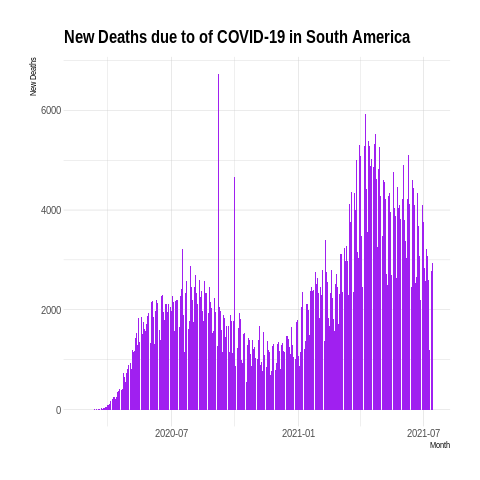 New Deaths due to of COVID-19 in South America
New Deaths
6000
4000
2000
0
2020-07
2021-01
2021-07
Month